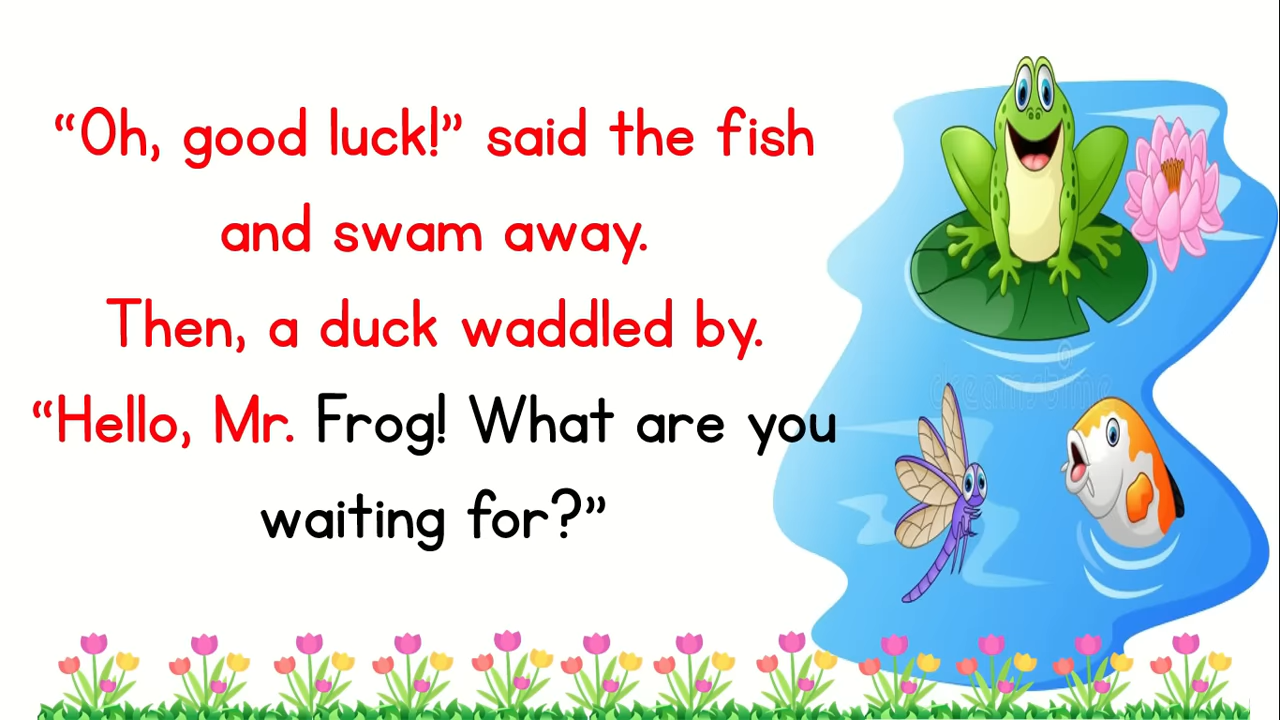 “Oh, good luck!” said the fish
and swam away.
Then, a duck waddled by.
“Hello, Mr. Frog! What are you
waiting for?”
dreamstime